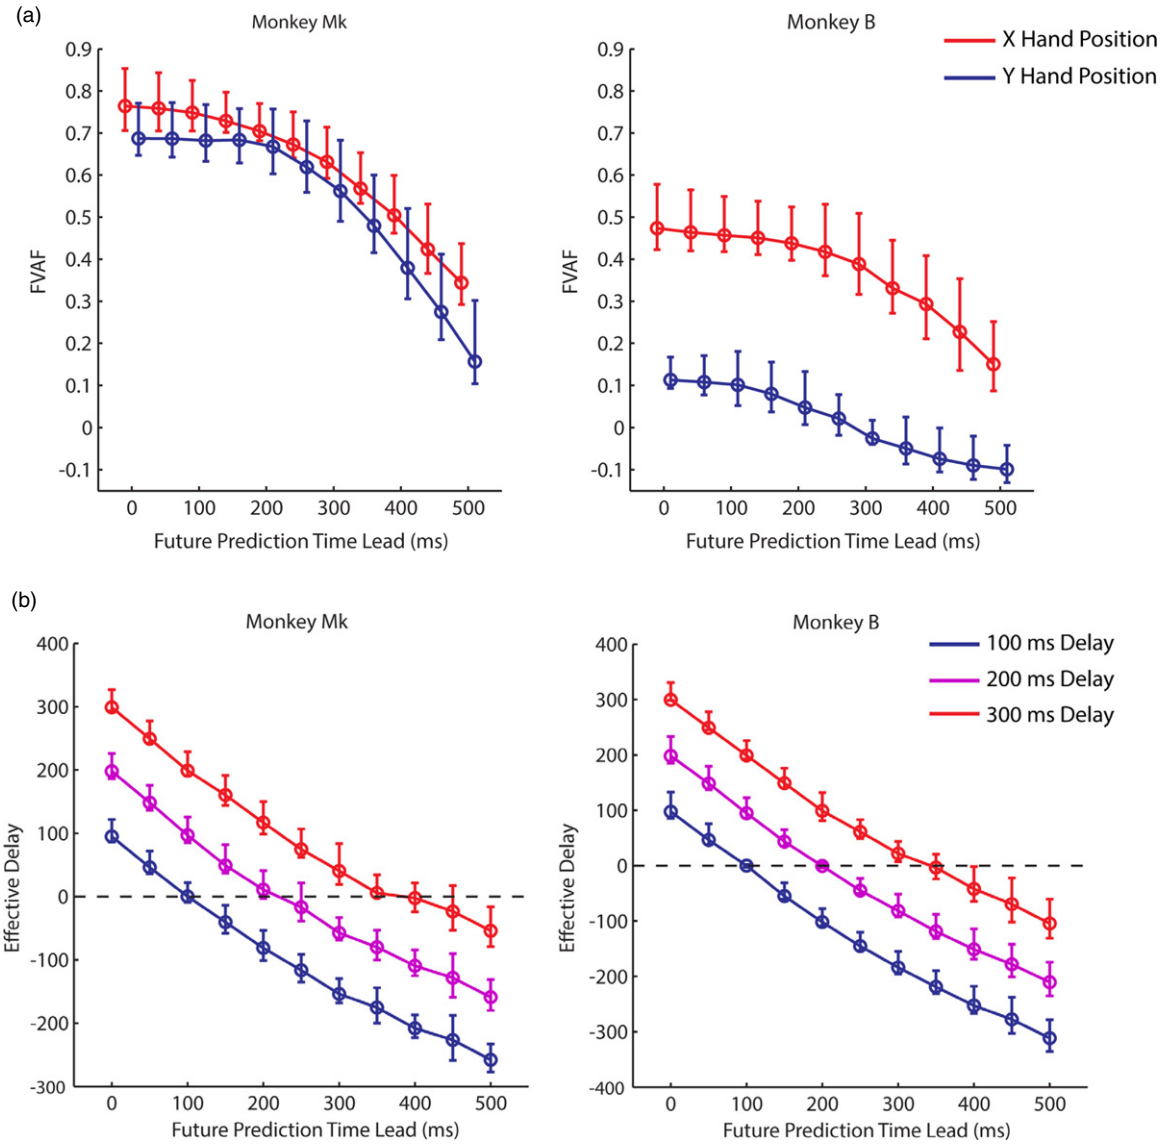 (a)
Monkey Mk
Monkey B
X Hand Position
Y Hand Position
0.9
0.8
0.7
0.6
0.5
0.4
0.3
0.2
0.1
0
-0.1
FVAF
0 100 200 300 400 500
Future Prediction Time Lead (ms)
0.9
0.8
0.7
0.6
0.5
0.4
0.3
0.2
0.1
0
-0.1
FVAF
0 100 200 300 400 500
Future Prediction Time Lead (ms)
(b)
Monkey Mk
Monkey B
100 ms Delay
200 ms Delay
300 ms Delay
400
300
200
100
0
-100
-200
-300
Effective Delay
0 100 200 300 400 500
Future Prediction Time Lead (ms)
400
300
200
100
0
-100
-200
-300
-400
Effective Delay
0 100 200 300 400 500
Future Prediction Time Lead (ms)